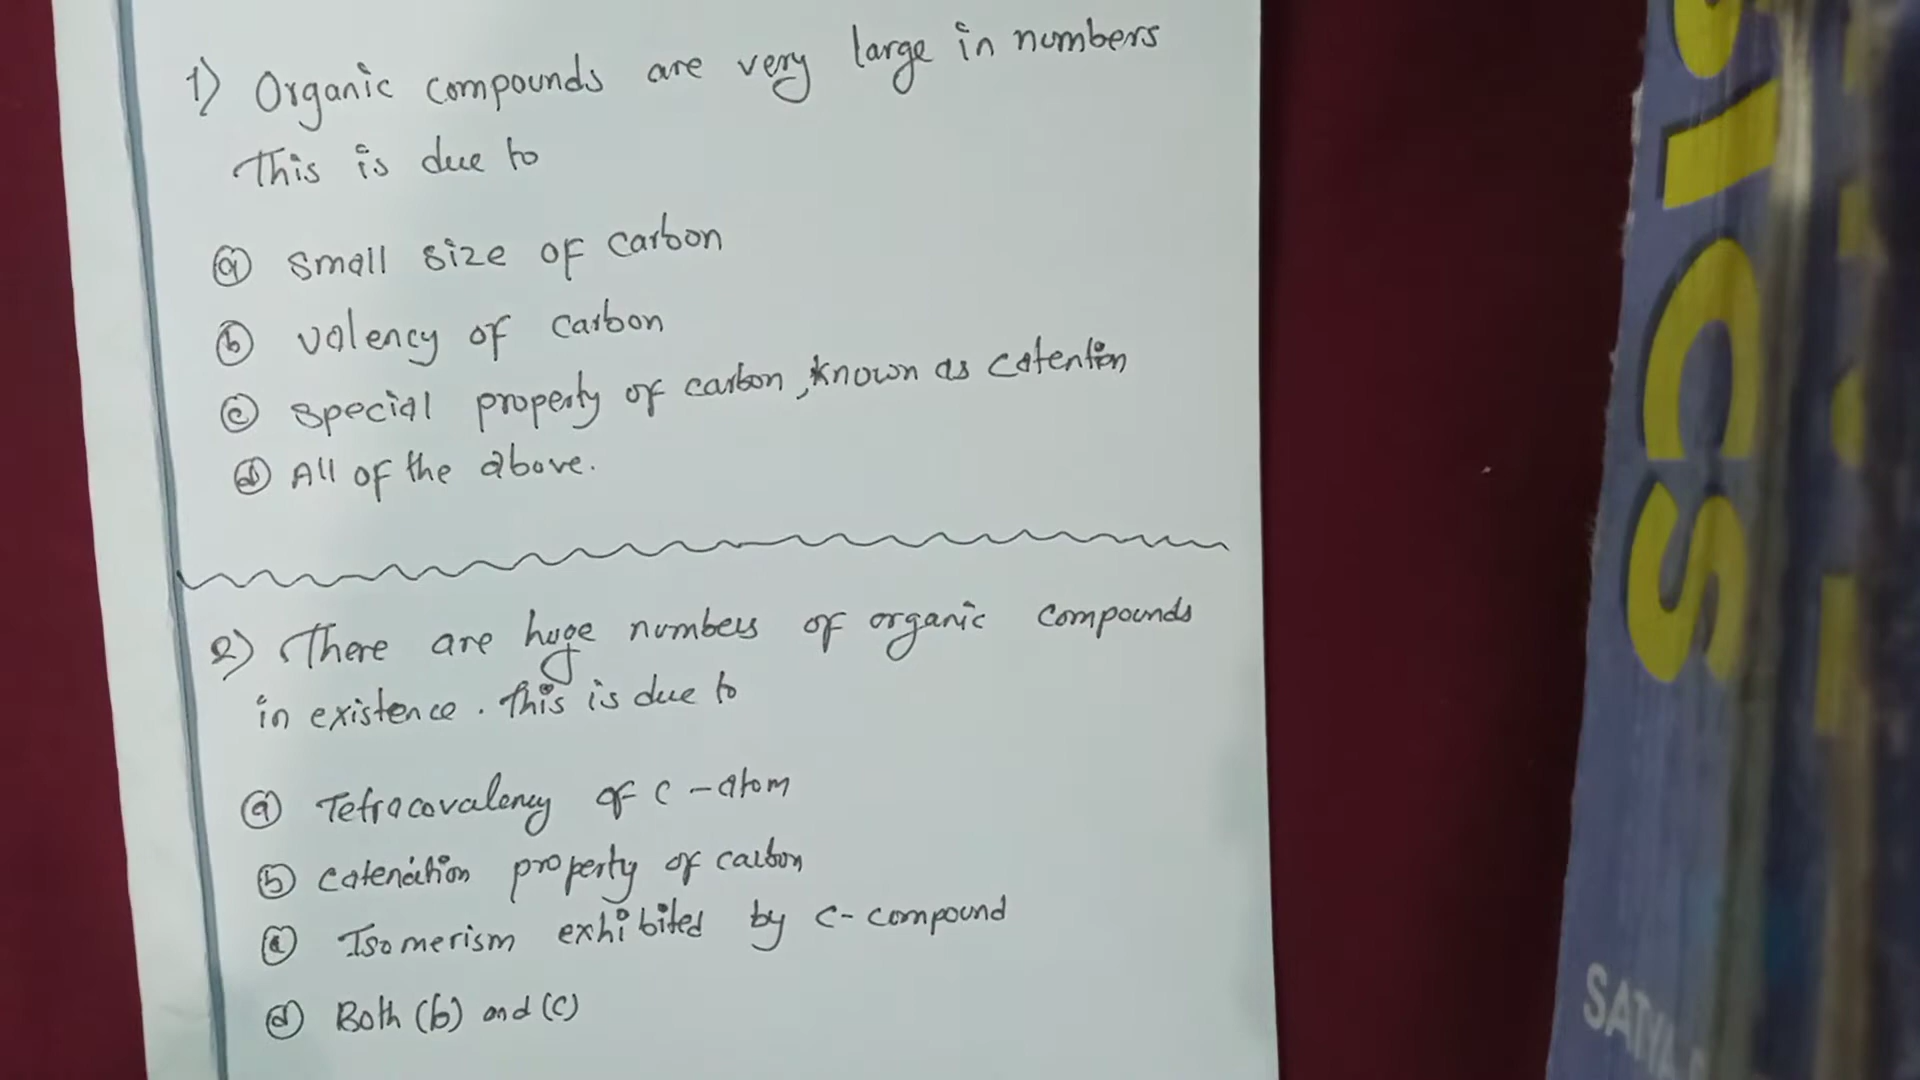 1) Organic compounds are very large in numbers
This is due to
(a) small size of carbon
(b) valency of carbon
(c) special property of carbon, known as catention
(d) All of the above.
2) There are huge numbers of organic compounds
in existence. This is due to
(a) Tetracovalency of C-atom
(b) catenation property of carbon
(c) Isomerism exhibited by C-compound
(d) Both (b) and (c)
SICS